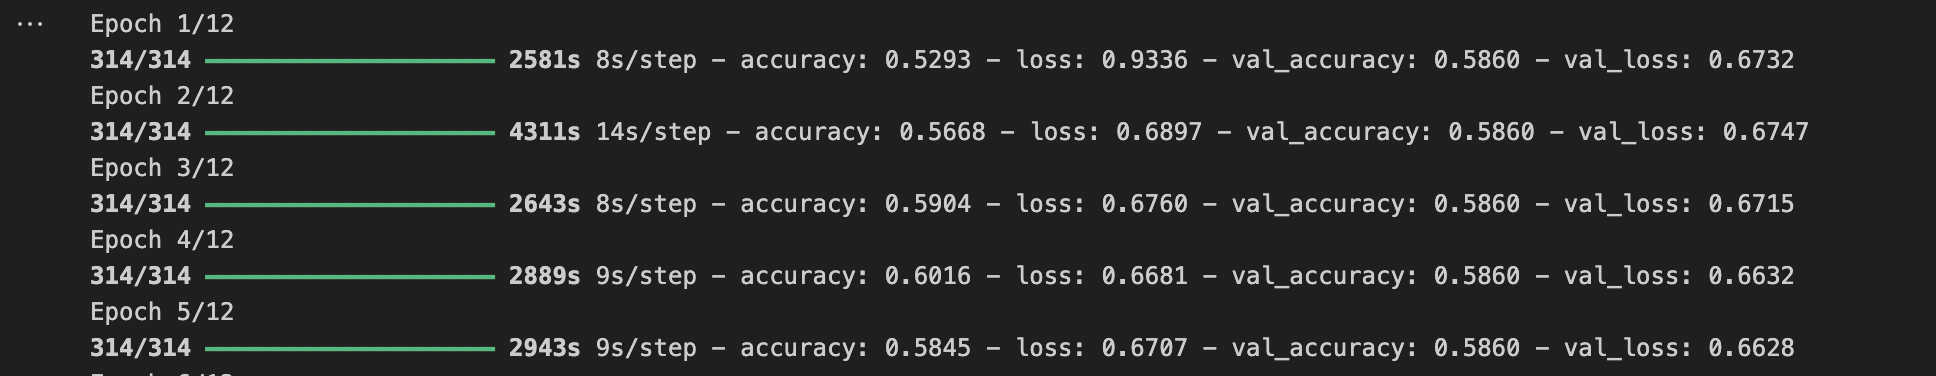 Epoch 1/12
314/314 ━━━━━━━━━━━━━━━━━━━━ 2581s 8s/step - accuracy: 0.5293 - loss: 0.9336 - val_accuracy: 0.5860 - val_loss: 0.6732
Epoch 2/12
314/314 ━━━━━━━━━━━━━━━━━━━━ 4311s 14s/step - accuracy: 0.5668 - loss: 0.6897 - val_accuracy: 0.5860 - val_loss: 0.6747
Epoch 3/12
314/314 ━━━━━━━━━━━━━━━━━━━━ 2643s 8s/step - accuracy: 0.5904 - loss: 0.6760 - val_accuracy: 0.5860 - val_loss: 0.6715
Epoch 4/12
314/314 ━━━━━━━━━━━━━━━━━━━━ 2889s 9s/step - accuracy: 0.6016 - loss: 0.6681 - val_accuracy: 0.5860 - val_loss: 0.6632
Epoch 5/12
314/314 ━━━━━━━━━━━━━━━━━━━━ 2943s 9s/step - accuracy: 0.5845 - loss: 0.6707 - val_accuracy: 0.5860 - val_loss: 0.6628